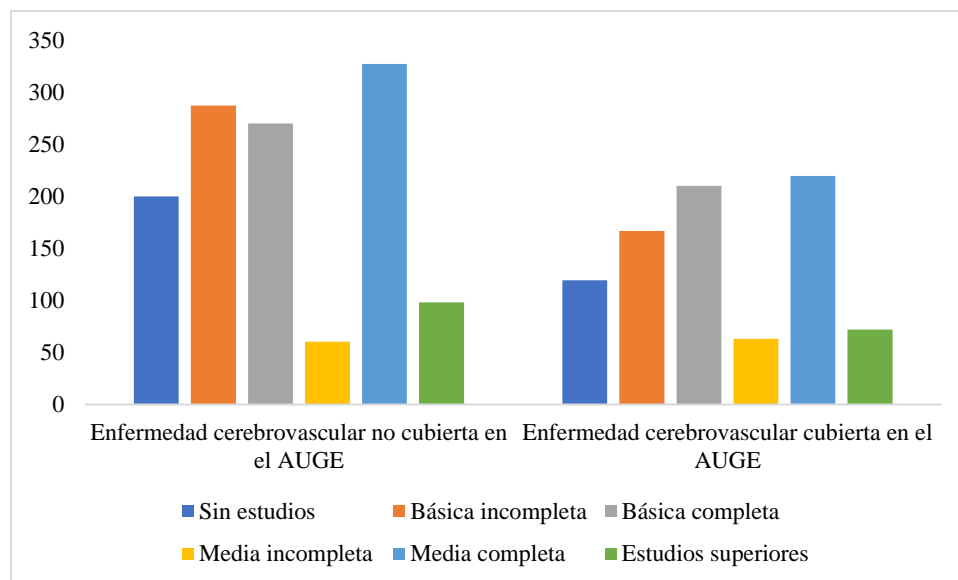 350
300
250
200
150
100
50
0
Enfermedad cerebrovascular no cubierta en
el AUGE
Enfermedad cerebrovascular cubierta en el
AUGE
Sin estudios
Básica incompleta
Básica completa
Media incompleta
Media completa
Estudios superiores